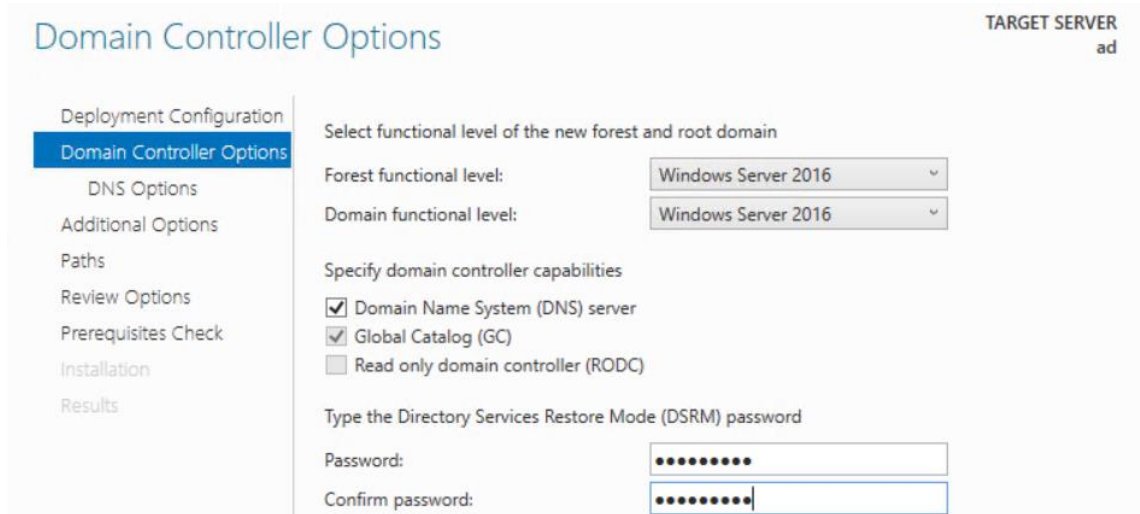 Domain Controller Options
TARGET SERVER
ad
Deployment Configuration
Domain Controller Options
DNS Options
Additional Options
Paths
Review Options
Prerequisites Check
Installation
Results
Select functional level of the new forest and root domain
Forest functional level: Windows Server 2016
Domain functional level: Windows Server 2016
Specify domain controller capabilities
Domain Name System (DNS) server
Global Catalog (GC)
Read only domain controller (RODC)
Type the Directory Services Restore Mode (DSRM) password
Password: •••••••••
Confirm password: •••••••••